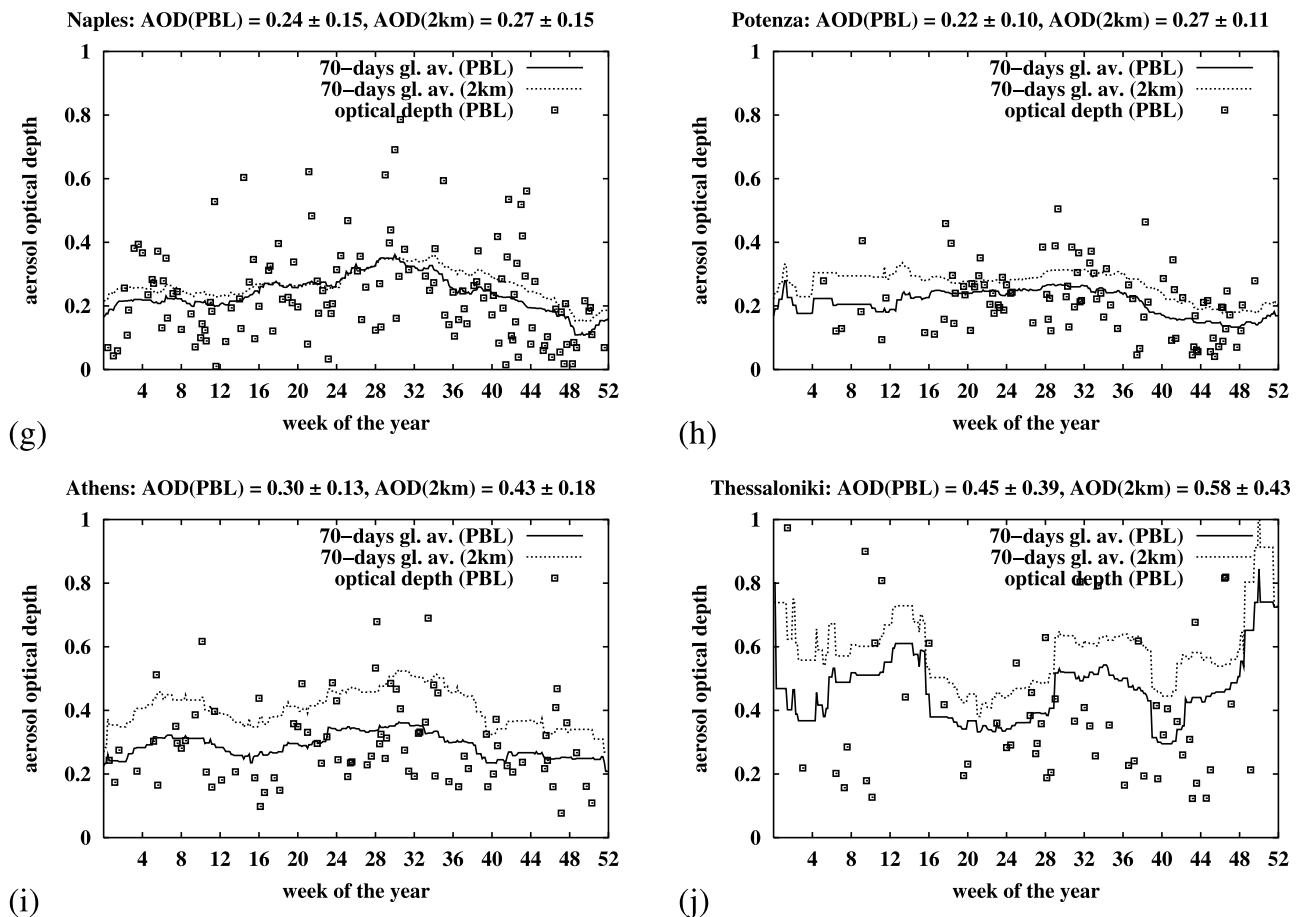 Naples: AOD(PBL) = 0.24 ± 0.15, AOD(2km) = 0.27 ± 0.15
1
0.8
0.6
0.4
0.2
0
aerosol optical depth
70−days gl. av. (PBL)
70−days gl. av. (2km)
optical depth (PBL)
4 8 12 16 20 24 28 32 36 40 44 48 52
week of the year
(g)
Potenza: AOD(PBL) = 0.22 ± 0.10, AOD(2km) = 0.27 ± 0.11
1
0.8
0.6
0.4
0.2
0
aerosol optical depth
70−days gl. av. (PBL)
70−days gl. av. (2km)
optical depth (PBL)
4 8 12 16 20 24 28 32 36 40 44 48 52
week of the year
(h)
Athens: AOD(PBL) = 0.30 ± 0.13, AOD(2km) = 0.43 ± 0.18
1
0.8
0.6
0.4
0.2
0
aerosol optical depth
70−days gl. av. (PBL)
70−days gl. av. (2km)
optical depth (PBL)
4 8 12 16 20 24 28 32 36 40 44 48 52
week of the year
(i)
Thessaloniki: AOD(PBL) = 0.45 ± 0.39, AOD(2km) = 0.58 ± 0.43
1
0.8
0.6
0.4
0.2
0
aerosol optical depth
70−days gl. av. (PBL)
70−days gl. av. (2km)
optical depth (PBL)
4 8 12 16 20 24 28 32 36 40 44 48 52
week of the year
(j)